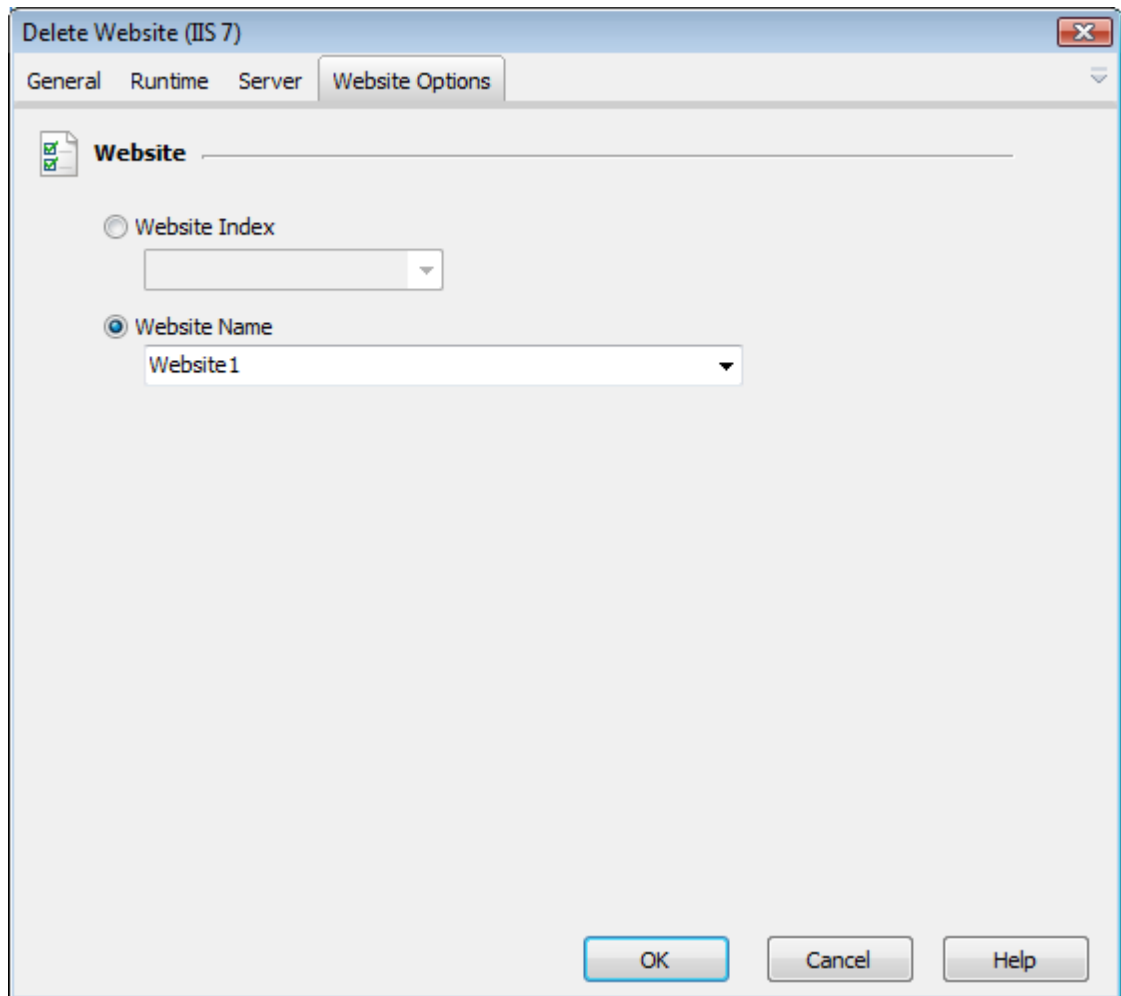 Delete Website (IIS 7)
General Runtime Server Website Options
Website
Website Index
Website Name
Website1
OK Cancel Help